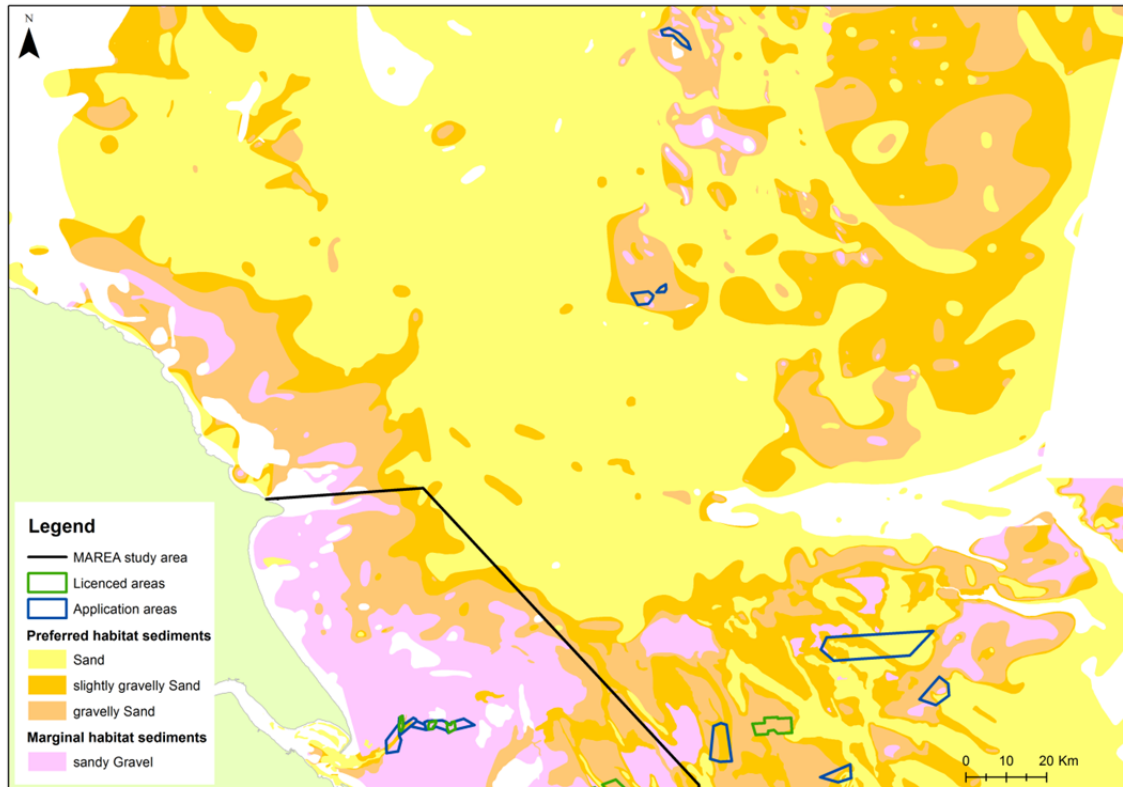 N
Legend
MAREA study area
Licenced areas
Application areas
Preferred habitat sediments
Sand
slightly gravelly Sand
gravelly Sand
Marginal habitat sediments
sandy Gravel
0 10 20 Km